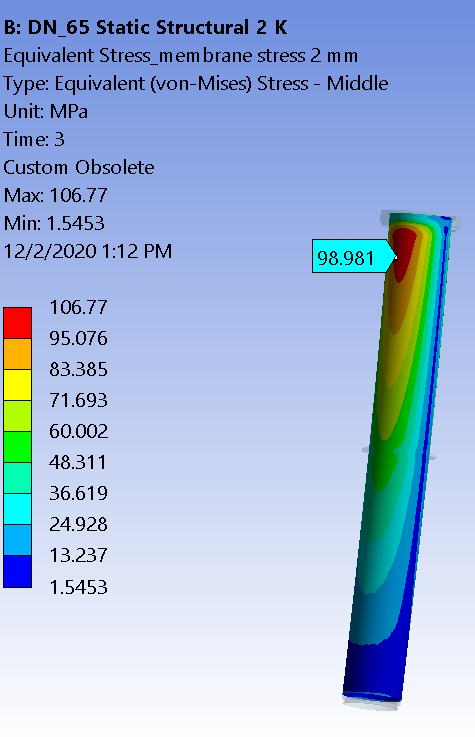 B: DN_65 Static Structural 2 K
Equivalent Stress_membrane stress 2 mm
Type: Equivalent (von-Mises) Stress - Middle
Unit: MPa
Time: 3
Custom Obsolete
Max: 106.77
Min: 1.5453
12/2/2020 1:12 PM
98.981
106.77
95.076
83.385
71.693
60.002
48.311
36.619
24.928
13.237
1.5453